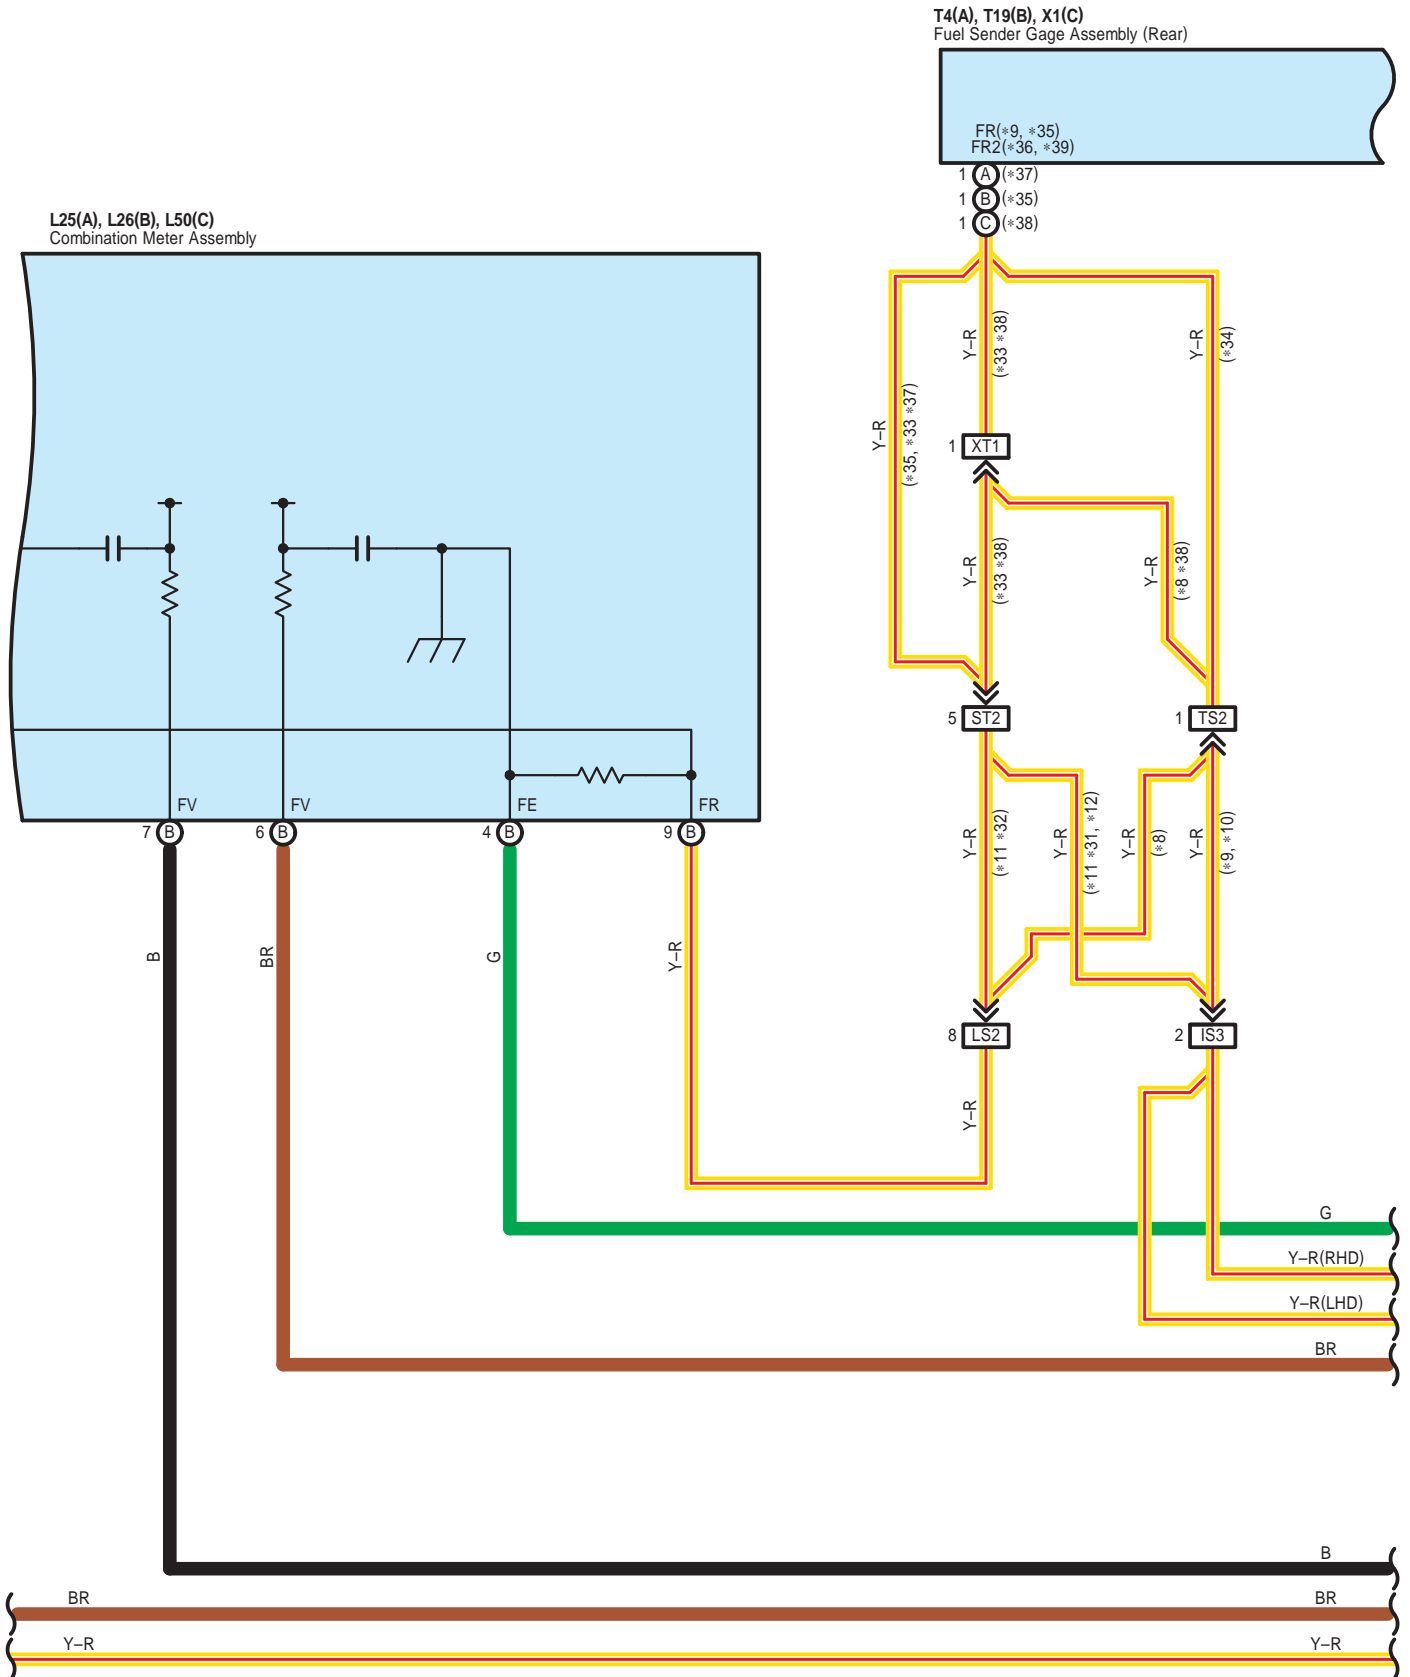 T4(A), T19(B), X1(C)
Fuel Sender Gage Assembly (Rear)
FR(*9, *35)
FR2(*36, *39)
1 A (*37)
1 B (*35)
1 C (*38)
L25(A), L26(B), L50(C)
Combination Meter Assembly
Y–R
(*35, *33 *37)
Y–R
(*33 *38)
Y–R
(*34)
1 XT1
Y–R
(*33 *38)
Y–R
(*8 *38)
5 ST2
1 TS2
FV
FV
FE
FR
7 B
6 B
4 B
9 B
Y–R
(*11 *32)
Y–R
(*11 *31, *12)
Y–R
(*8)
Y–R
(*9, *10)
B
BR
G
Y–R
8 LS2
2 IS3
Y–R
G
Y–R(RHD)
Y–R(LHD)
BR
B
BR
BR
Y–R
Y–R